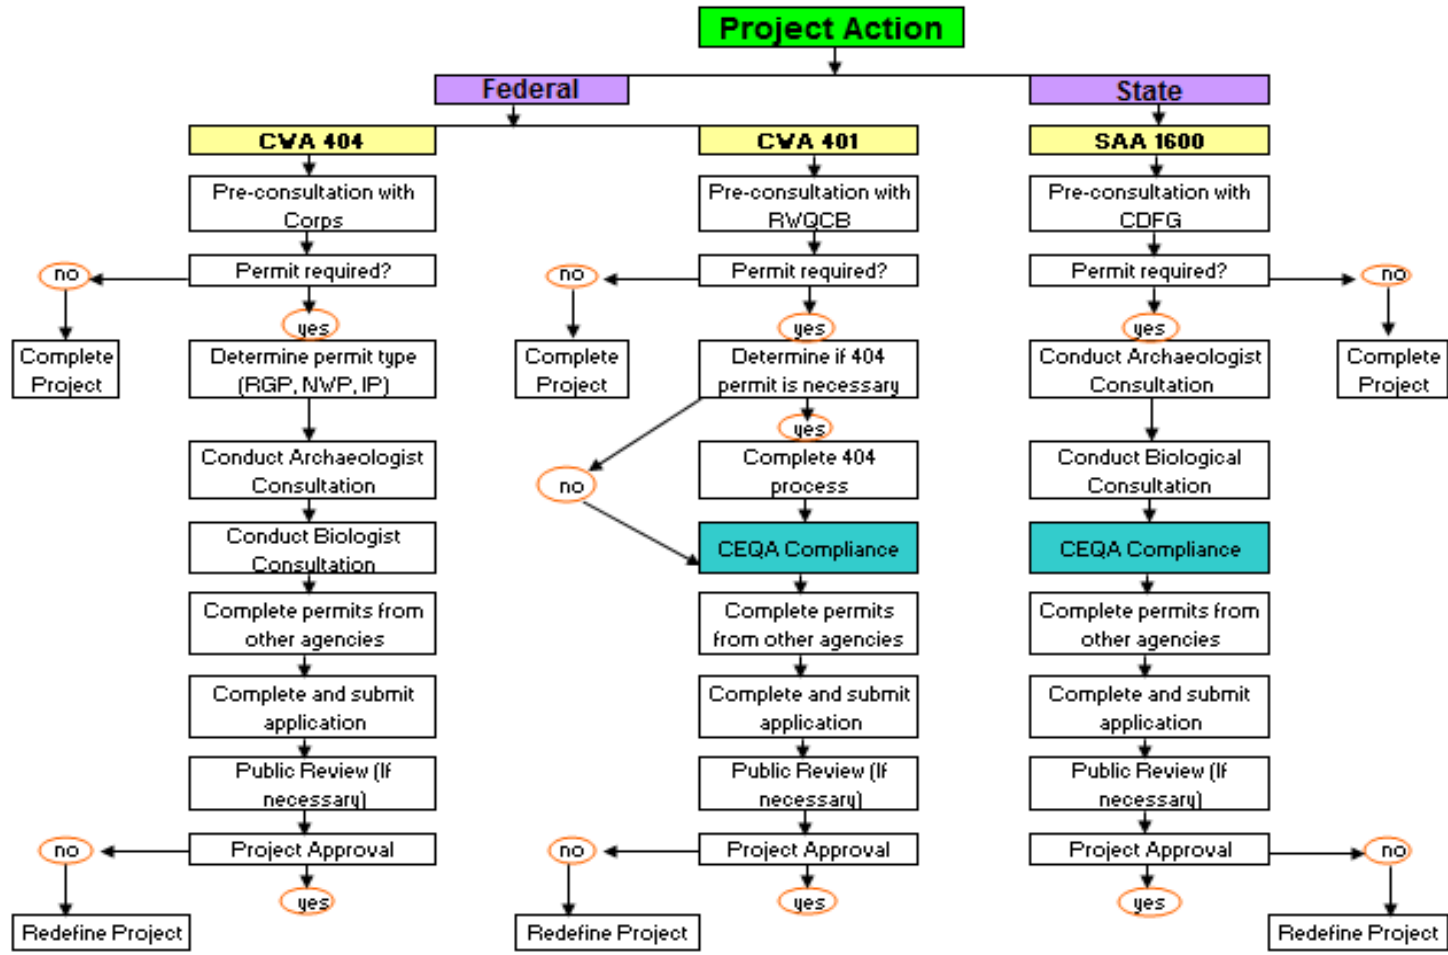 Project Action
Federal
State
CWA 404
CWA 401
SAA 1600
Pre-consultation with
Corps
Pre-consultation with
RWQCB
Pre-consultation with
CDFG
no
Permit required?
no
Permit required?
Permit required?
no
yes
yes
yes
Complete
Project
Determine permit type
(RGP, NWP, IP)
Complete
Project
Determine if 404
permit is necessary
Conduct Archaeologist
Consultation
Complete
Project
yes
Conduct Archaeologist
Consultation
no
Complete 404
process
Conduct Biological
Consultation
Conduct Biologist
Consultation
CEQA Compliance
CEQA Compliance
Complete permits from
other agencies
Complete permits
from other agencies
Complete permits from
other agencies
Complete and submit
application
Complete and submit
application
Complete and submit
application
Public Review (If
necessary)
Public Review (If
necessary)
Public Review (If
necessary)
no
Project Approval
no
Project Approval
Project Approval
no
yes
yes
yes
Redefine Project
Redefine Project
Redefine Project